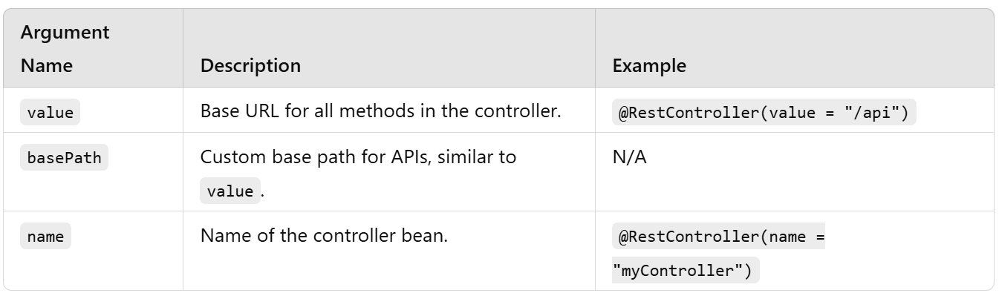 Argument
Name
Description
Example
value
Base URL for all methods in the controller.
@RestController(value = "/api")
basePath
Custom base path for APIs, similar to
value.
N/A
name
Name of the controller bean.
@RestController(name =
"myController")